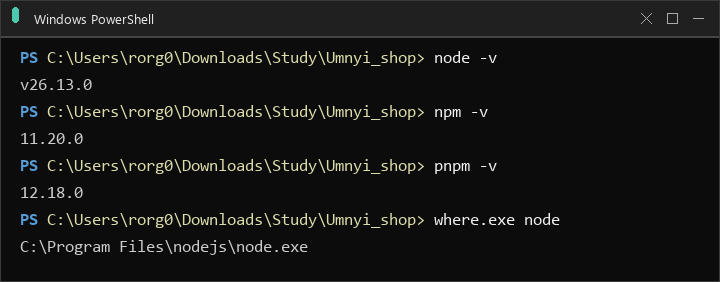 Windows PowerShell
PS C:\Users\rorg0\Downloads\Study\Umnyi_shop> node -v
v26.13.0
PS C:\Users\rorg0\Downloads\Study\Umnyi_shop> npm -v
11.20.0
PS C:\Users\rorg0\Downloads\Study\Umnyi_shop> pnpm -v
12.18.0
PS C:\Users\rorg0\Downloads\Study\Umnyi_shop> where.exe node
C:\Program Files\nodejs\node.exe